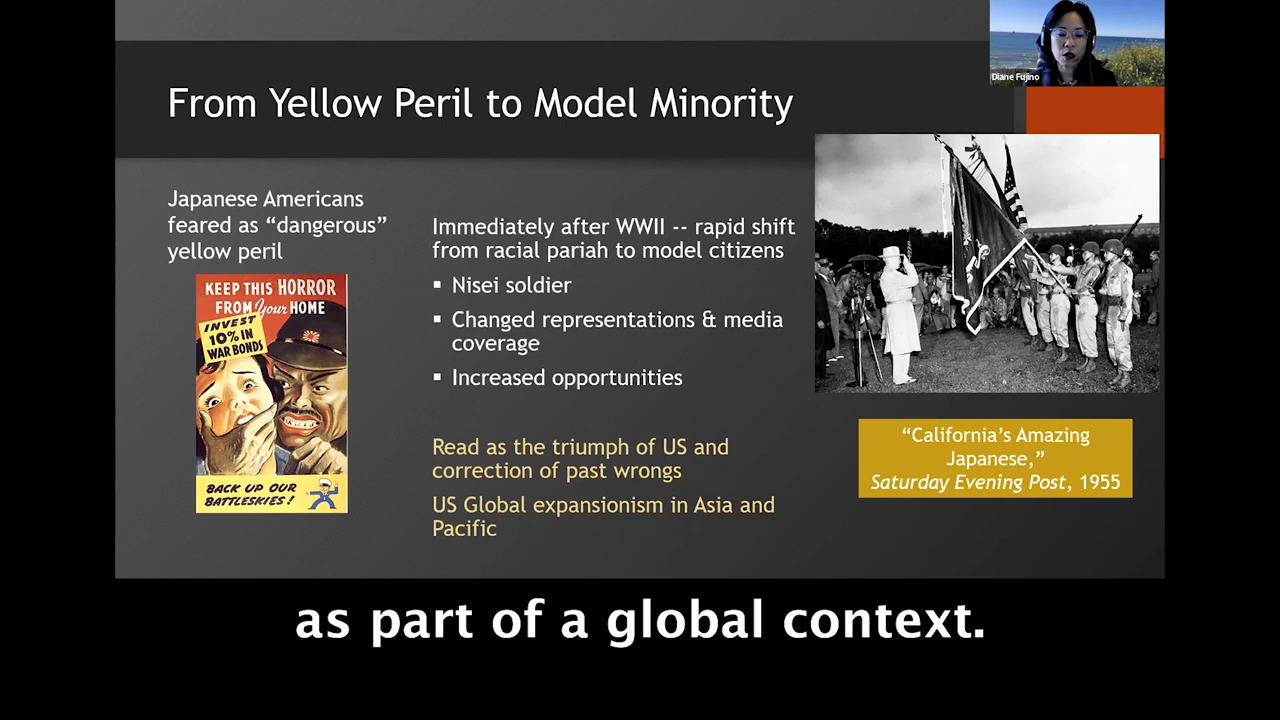 Diane Fujino
From Yellow Peril to Model Minority
Japanese Americans
feared as “dangerous”
yellow peril
KEEP THIS HORROR
FROM Your HOME
INVEST
10% IN
WAR BONDS
BACK UP OUR
BATTLESKIES!
Immediately after WWII -- rapid shift
from racial pariah to model citizens
▪ Nisei soldier
▪ Changed representations & media
coverage
▪ Increased opportunities
Read as the triumph of US and
correction of past wrongs
US Global expansionism in Asia and
Pacific
“California’s Amazing
Japanese,”
Saturday Evening Post, 1955
as part of a global context.